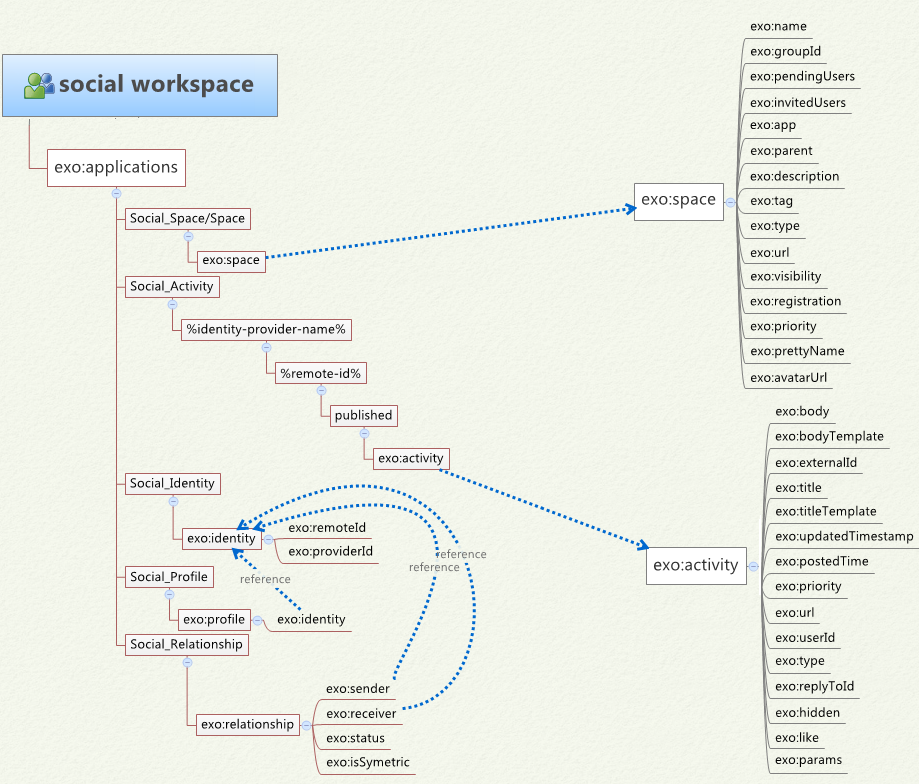 social workspace
exo:applications
Social_Space/Space
exo:space
Social_Activity
%identity-provider-name%
%remote-id%
published
exo:activity
Social_Identity
exo:identity
exo:remoteId
exo:providerId
reference
reference
reference
Social_Profile
exo:profile
exo:identity
Social_Relationship
exo:relationship
exo:sender
exo:receiver
exo:status
exo:isSymetric
exo:space
exo:name
exo:groupId
exo:pendingUsers
exo:invitedUsers
exo:app
exo:parent
exo:description
exo:tag
exo:type
exo:url
exo:visibility
exo:registration
exo:priority
exo:prettyName
exo:avatarUrl
exo:activity
exo:body
exo:bodyTemplate
exo:externalId
exo:title
exo:titleTemplate
exo:updatedTimestamp
exo:postedTime
exo:priority
exo:url
exo:userId
exo:type
exo:replyToId
exo:hidden
exo:like
exo:params